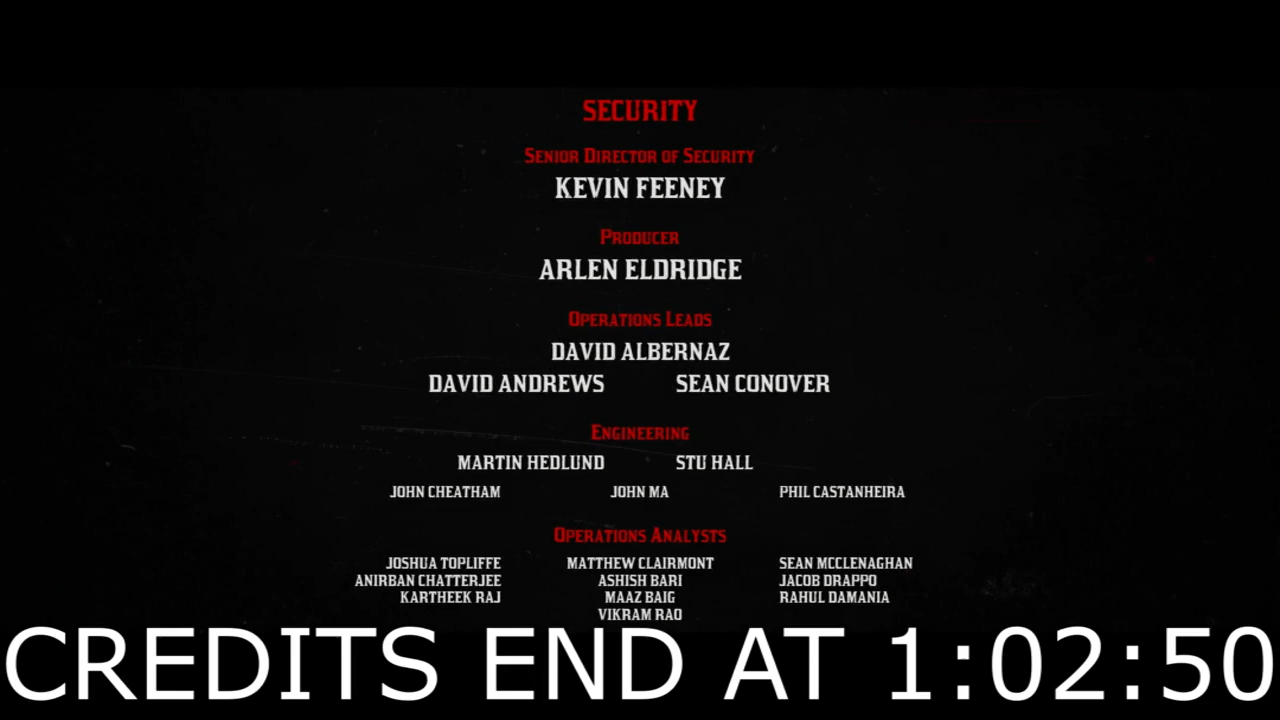 SECURITY
SENIOR DIRECTOR OF SECURITY
KEVIN FEENEY
PRODUCER
ARLEN ELDRIDGE
OPERATIONS LEADS
DAVID ALBERNAZ
DAVID ANDREWS SEAN CONOVER
ENGINEERING
MARTIN HEDLUND STU HALL
JOHN CHEATHAM JOHN MA PHIL CASTANHEIRA
OPERATIONS ANALYSTS
JOSHUA TOPLIFFE MATTHEW CLAIRMONT SEAN MCCLENAGHAN
ANIRBAN CHATTERJEE ASHISH BARI JACOB DRAPPO
KARTHEEK RAJ MAAZ BAIG RAHUL DAMANIA
VIKRAM RAO
CREDITS END AT 1:02:50